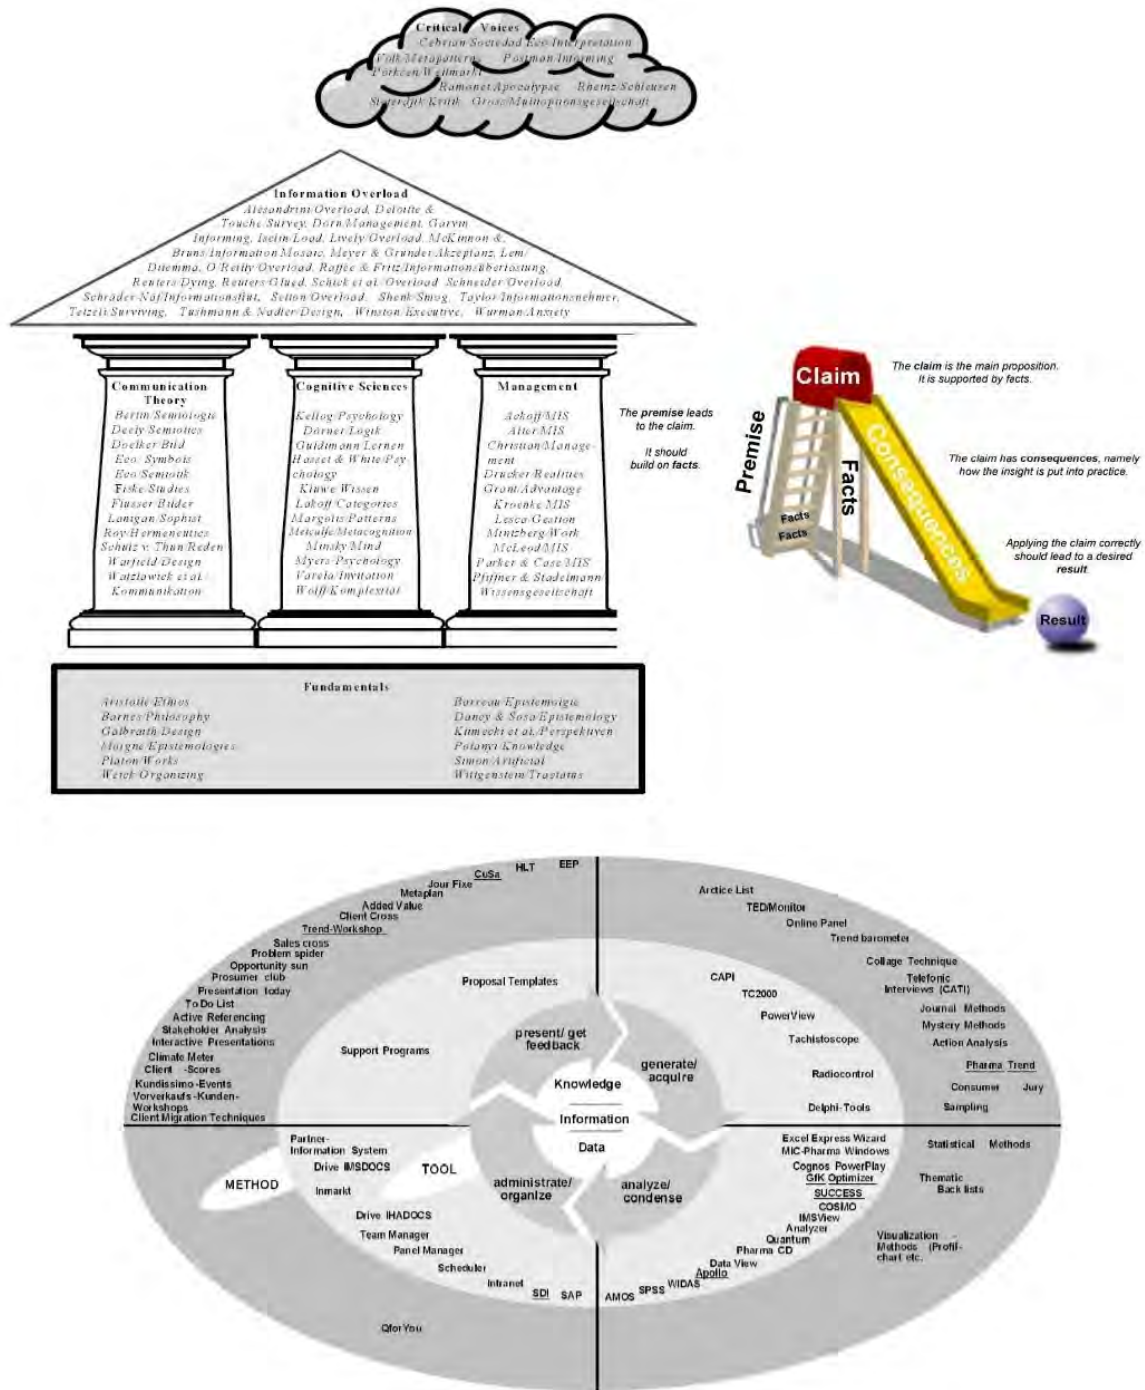 Critical Voices
Cebrian/Sociedad Eco/Interpretation
Volk/Metapatterns Postman/Informing
Ramonet/Apocalypse Rheinz/Schleusen
Kritik Gross/Multioptionsgesellschaft
Information Overload
Alesandrini/Overload, Deloitte &
Touche/Survey, Dorn/Management, Garvin
Informing, Iselin/Load, Lively/Overload, McKinnon &
Bruns/Information Mosaic, Meyer & Grundei/Akzeptanz, Lem/
Dilemma, O'Reilly/Overload, Raffee & Fritz/Informationsüberlastung,
Reuters/Dying, Reuters/Glued, Schick et al./Overload Schneider/Overload,
Schrader-Näf/Informationsflut, Setton/Overload, Shenk/Smog, Taylor/Informationsnehmer,
Surviving, Tushmann & Nadler/Design, Winston/Executive, Wurman/Anxiety
Communication
Theory
Bertin/Semiologie
Deely/Semiotics
Doelker/Bild
Eco/Symbols
Eco/Semiotik
Fiske/Studies
Flusser/Bilder
Lanigan/Sophist
Roy/Hermeneutics
Schulz v. Thun/Reden
Warfield/Design
Watzlawick et al./
Kommunikation
Cognitive Sciences
Kellog/Psychology
Dörner/Logik
Guldimann/Lernen
Hasset & White/Psy
chology
Kluwe/Wissen
Lakoff/Categories
Margolis/Patterns
Metcalfe/Metacognition
Minsky/Mind
Myers/Psychology
Varela/Invitation
Wolff/Komplexität
Management
Ackoff/MIS
Alter/MIS
Christian/Manage-
ment
Drucker/Realities
Grant/Advantage
Kroenke/MIS
Lesca/Gestion
Mintzberg/Work
McLeod/MIS
Parker & Case/MIS
Pfiffner & Stadelmann/
Wissensgesellschaft
Fundamentals
Aristotle/Ethos
Barnes/Philosophy
Galbraith/Design
Moigne/Epistemologies
Platon/Works
Weick/Organizing
Barreau/Epistemolgie
Dancy & Sosa/Epistemology
Klimecki et al./Perspektiven
Polanyi/Knowledge
Simon/Artificial
Wittgenstein/Tractatus
The premise leads
to the claim.
It should
build on facts.
Claim
Premise
Facts
Facts
Facts
Consequences
Result
The claim is the main proposition.
It is supported by facts.
The claim has consequences, namely
how the insight is put into practice.
Applying the claim correctly
should lead to a desired
result
EEP
HLT
CuSa
Jour Fixe
Metaplan
Added Value
Client Cross
Trend-Workshop
Sales cross
Problem spider
Opportunity sun
Prosumer club
Presentation today
To Do List
Active Referencing
Stakeholder Analysis
Interactive Presentations
Climate Meter
Client -Scores
Kundissimo-Events
Vorverkaufs-Kunden-
Workshops
Client Migration Techniques
Proposal Templates
Support Programs
present/ get
feedback
generate/
acquire
Knowledge
Information
Data
administrate/
organize
analyze/
condense
Arctice List
TED/Monitor
Online Panel
Trend barometer
Collage Technique
Telefonic
Interviews (CATI)
Journal Methods
Mystery Methods
Action Analysis
Pharma Trend
Consumer Jury
Sampling
CAPI
TC2000
PowerView
Tachistoscope
Radiocontrol
Delphi-Tools
METHOD
TOOL
Partner-
Information System
Drive IMSDOCS
Inmarkt
Drive IHADOCS
Team Manager
Panel Manager
Scheduler
Intranet
SDI
SAP
QforYou
Excel Express Wizard
MIC-Pharma Windows
Cognos PowerPlay
GfK Optimizer
SUCCESS
COSMO
IMSView
Analyzer
Quantum
Pharma CD
Data View
Apollo
WIDAS
SPSS
AMOS
Statistical Methods
Thematic
Back lists
Visualization -
Methods (Profil-
chart etc.